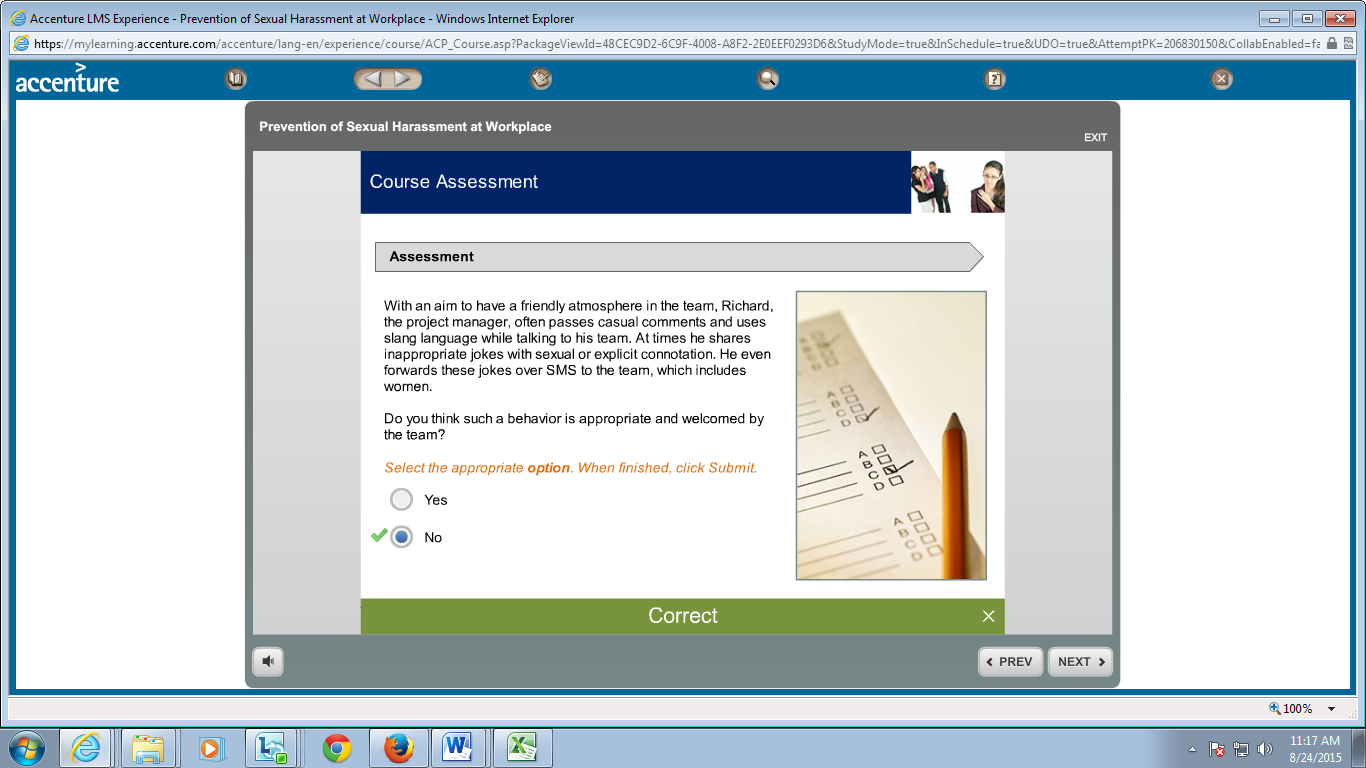 Accenture LMS Experience - Prevention of Sexual Harassment at Workplace - Windows Internet Explorer
https://mylearning.accenture.com/accenture/lang-en/experience/course/ACP_Course.asp?PackageViewId=48CEC9D2-6C9F-4008-A8F2-2E0EEF0293D6&StudyMode=true&InSchedule=true&UDO=true&AttemptPK=206830150&CollabEnabled=fa
accenture
Prevention of Sexual Harassment at Workplace
EXIT
Course Assessment
Assessment
With an aim to have a friendly atmosphere in the team, Richard,
the project manager, often passes casual comments and uses
slang language while talking to his team. At times he shares
inappropriate jokes with sexual or explicit connotation. He even
forwards these jokes over SMS to the team, which includes
women.
Do you think such a behavior is appropriate and welcomed by
the team?
Select the appropriate option. When finished, click Submit.
Yes
No
A B C D
A B C D
A B C D
Correct
PREV
NEXT
100%
11:17 AM
8/24/2015